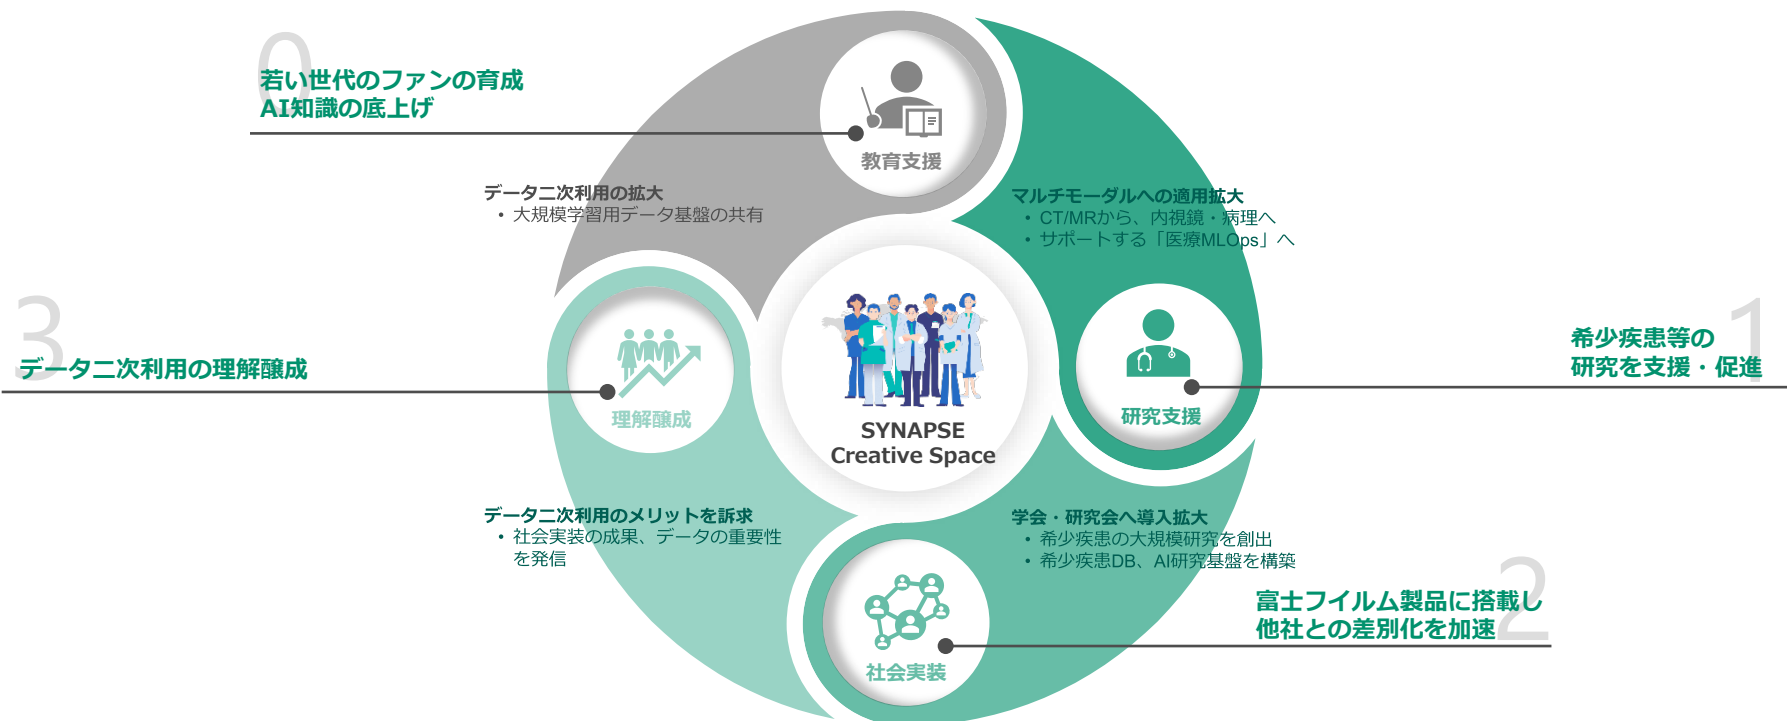 0
若い世代のファンの育成
AI知識の底上げ
教育支援
データ二次利用の拡大
• 大規模学習用データ基盤の共有
マルチモーダルへの適用拡大
• CT/MRから、内視鏡・病理へ
• サポートする「医療MLOps」へ
1
希少疾患等の
研究を支援・促進
研究支援
3
データ二次利用の理解醸成
理解醸成
SYNAPSE
Creative Space
データ二次利用のメリットを訴求
• 社会実装の成果、データの重要性
を発信
学会・研究会へ導入拡大
• 希少疾患の大規模研究を創出
• 希少疾患DB、AI研究基盤を構築
2
富士フイルム製品に搭載し
他社との差別化を加速
社会実装